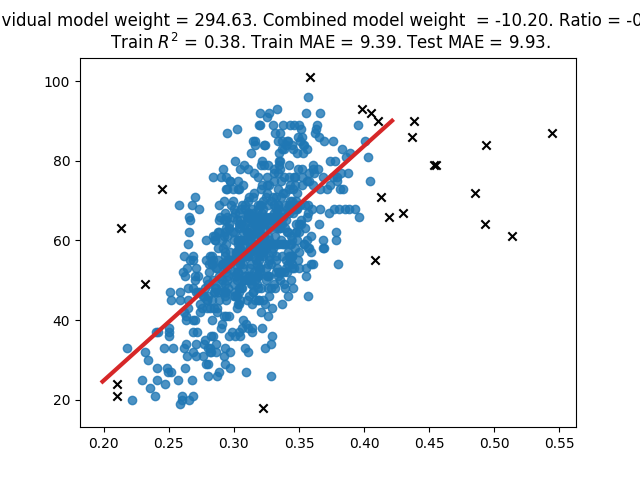 vidual model weight = 294.63. Combined model weight  = -10.20. Ratio = -0
Train R² = 0.38. Train MAE = 9.39. Test MAE = 9.93.
100
80
60
40
20
0.20 0.25 0.30 0.35 0.40 0.45 0.50 0.55